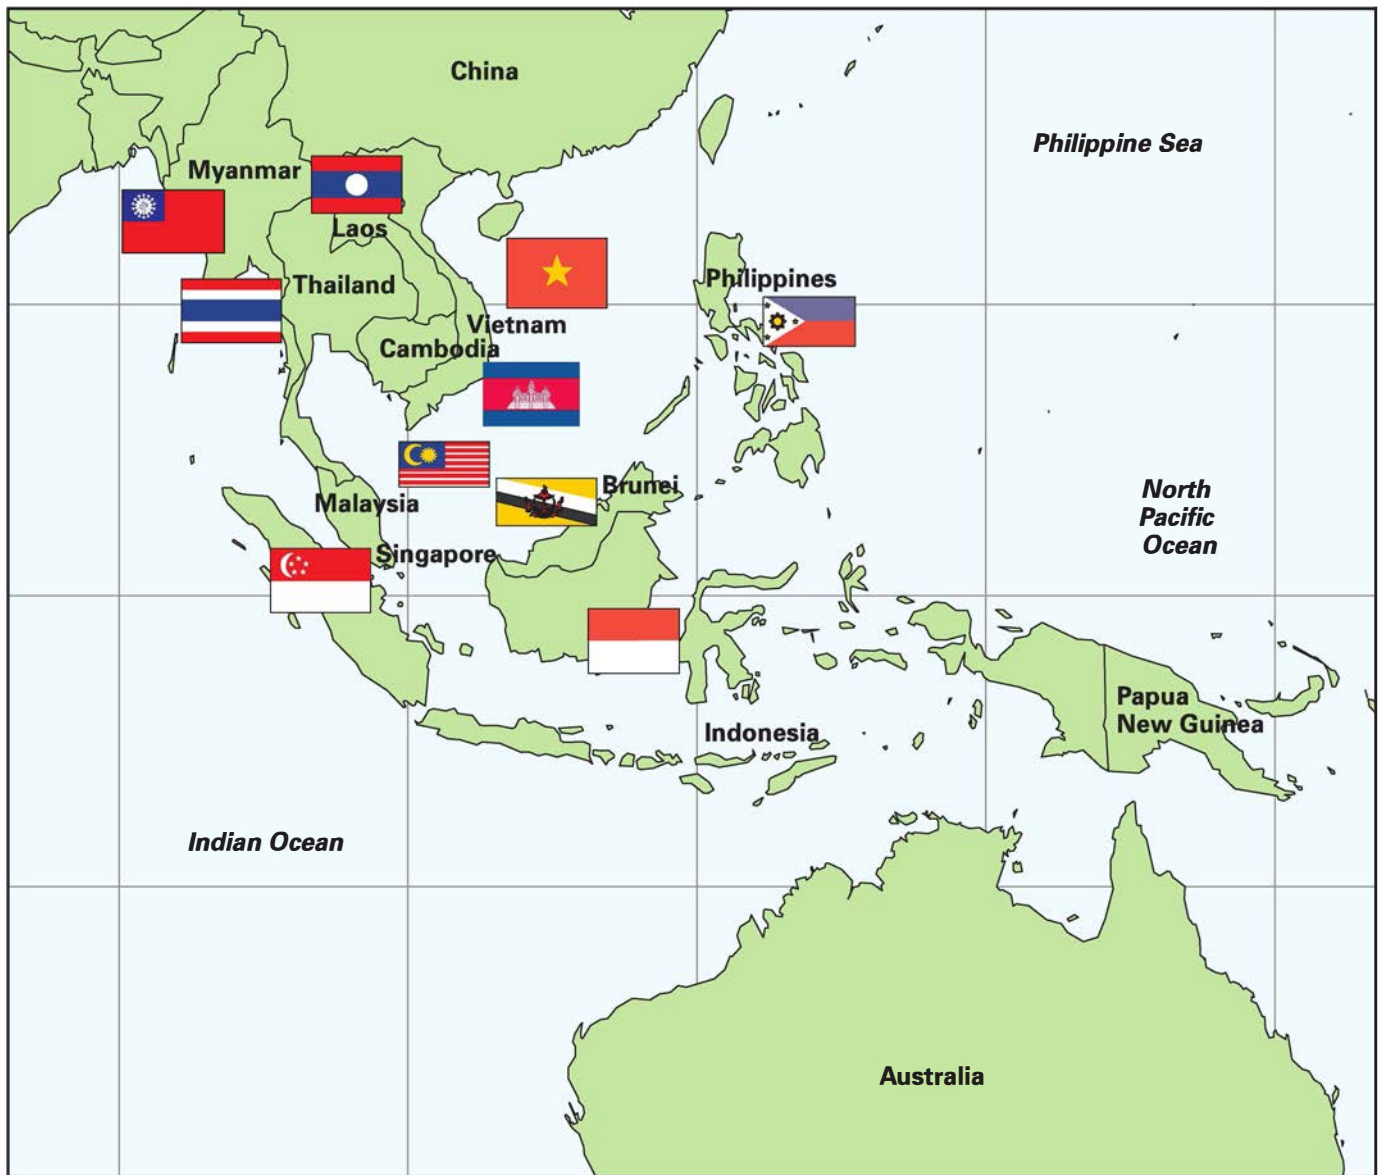 China
Philippine Sea
Myanmar
Laos
Thailand
Philippines
Vietnam
Cambodia
Brunei
Malaysia
North
Pacific
Ocean
Singapore
Papua
New Guinea
Indonesia
Indian Ocean
Australia